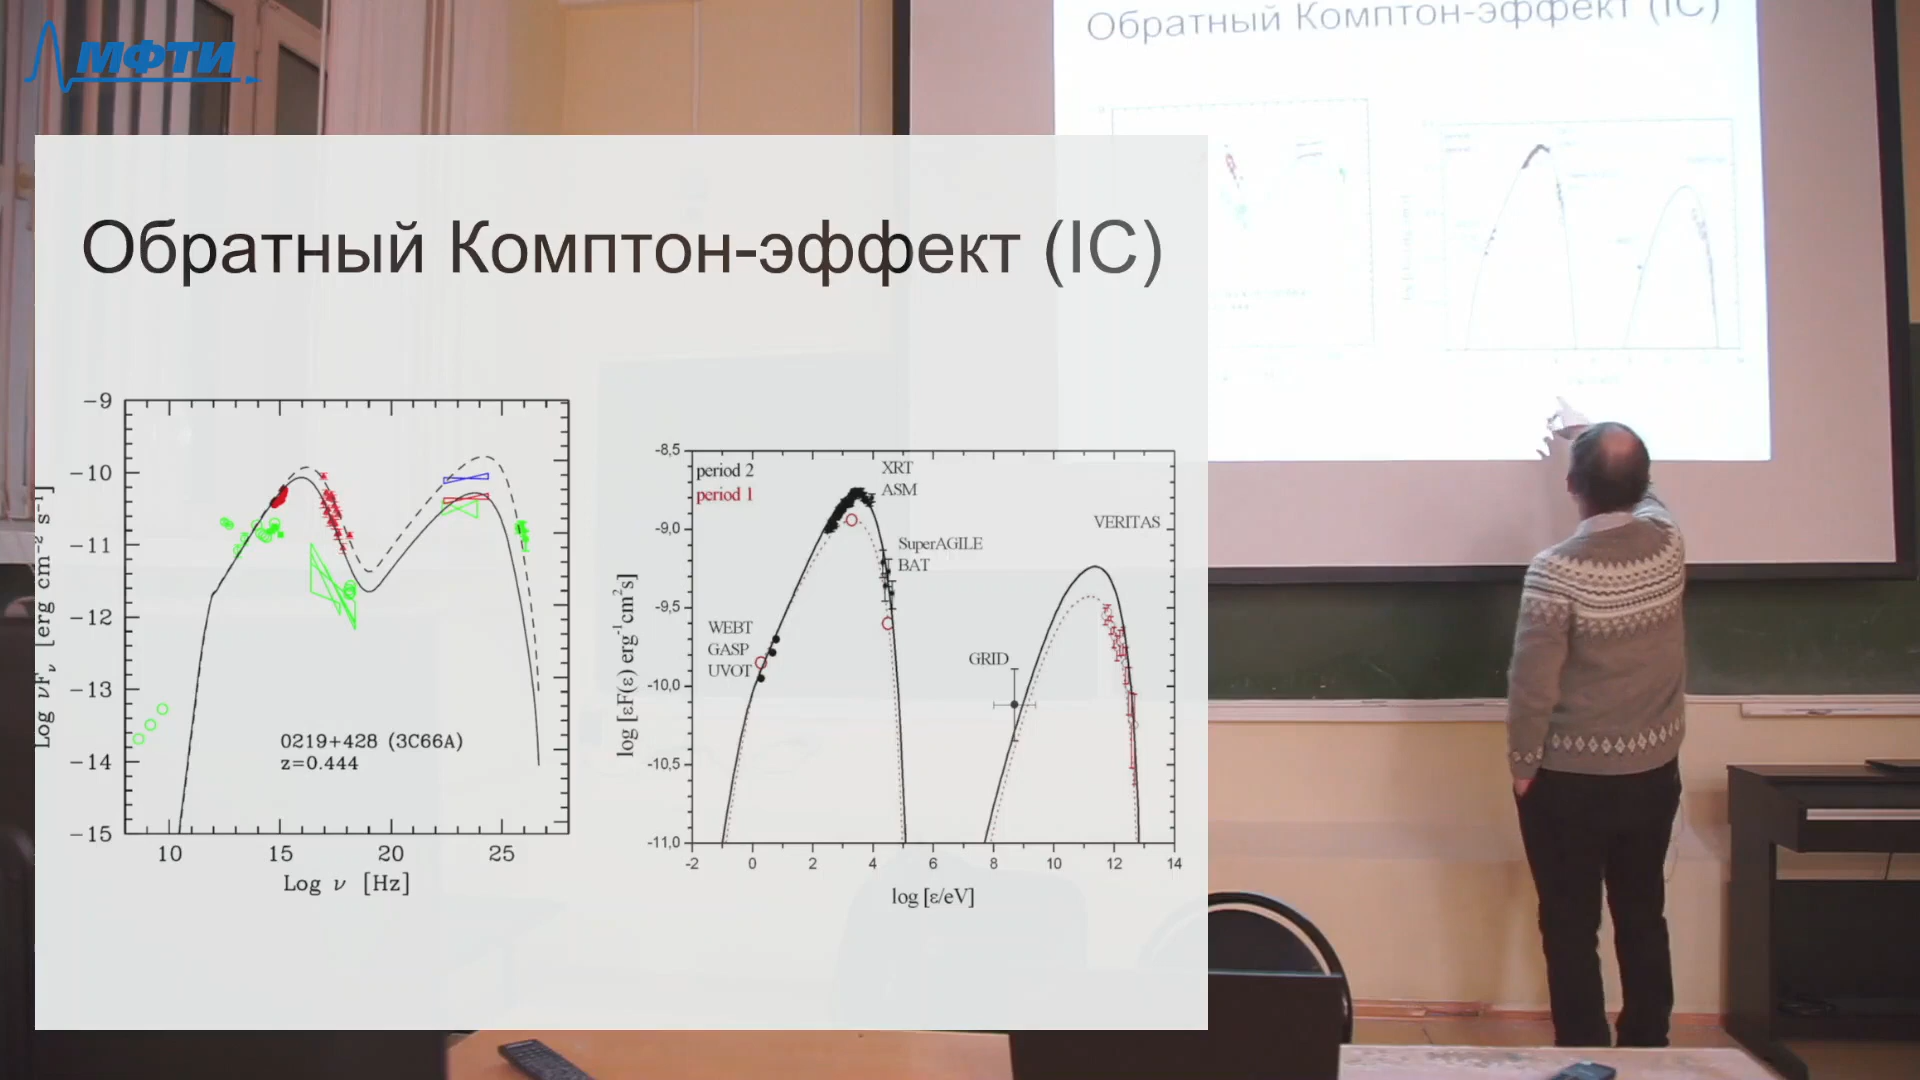 МФТИ
Обратный Комптон-эффект (IC)
Обратный Комптон-эффект (IC)
-9
-10
-11
-12
-13
-14
-15
Log νFν [erg cm⁻² s⁻¹]
0219+428 (3C66A)
z=0.444
10 15 20 25
Log ν [Hz]
-8,5
-9,0
-9,5
-10,0
-10,5
-11,0
log [εF(ε) erg⁻¹cm²s]
period 2
period 1
XRT
ASM
VERITAS
SuperAGILE
BAT
WEBT
GASP
UVOT
GRID
-2 0 2 4 6 8 10 12 14
log [ε/eV]